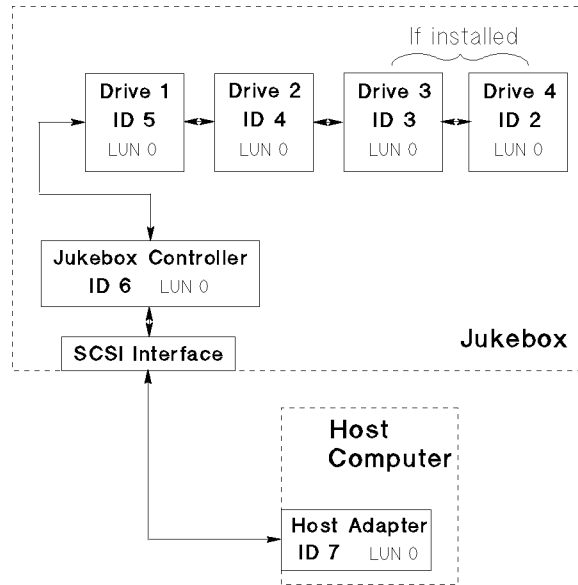 If installed
Drive 1
ID 5
LUN 0
Drive 2
ID 4
LUN 0
Drive 3
ID 3
LUN 0
Drive 4
ID 2
LUN 0
Jukebox Controller
ID 6 LUN 0
SCSI Interface
Jukebox
Host
Computer
Host Adapter
ID 7 LUN 0